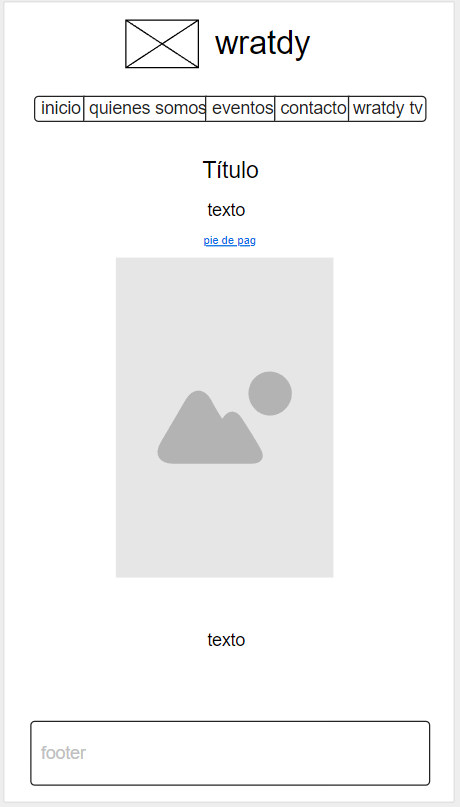 wratdy
inicio quienes somos eventos contacto wratdy tv
Título
texto
pie de pag
texto
footer